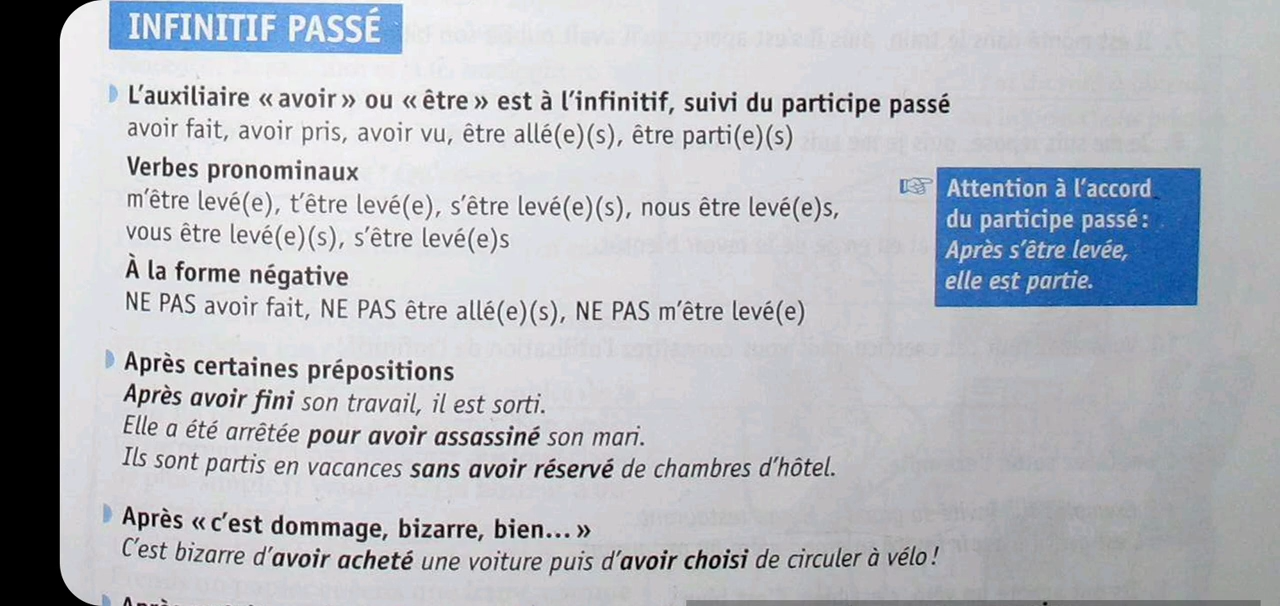 INFINITIF PASSÉ
L'auxiliaire « avoir » ou « être » est à l'infinitif, suivi du participe passé
avoir fait, avoir pris, avoir vu, être allé(e)(s), être parti(e)(s)
Verbes pronominaux
m'être levé(e), t'être levé(e), s'être levé(e)(s), nous être levé(e)s,
vous être levé(e)(s), s'être levé(e)s
Attention à l'accord
du participe passé :
Après s'être levée,
elle est partie.
À la forme négative
NE PAS avoir fait, NE PAS être allé(e)(s), NE PAS m'être levé(e)
Après certaines prépositions
Après avoir fini son travail, il est sorti.
Elle a été arrêtée pour avoir assassiné son mari.
Ils sont partis en vacances sans avoir réservé de chambres d'hôtel.
Après « c'est dommage, bizarre, bien... »
C'est bizarre d'avoir acheté une voiture puis d'avoir choisi de circuler à vélo !